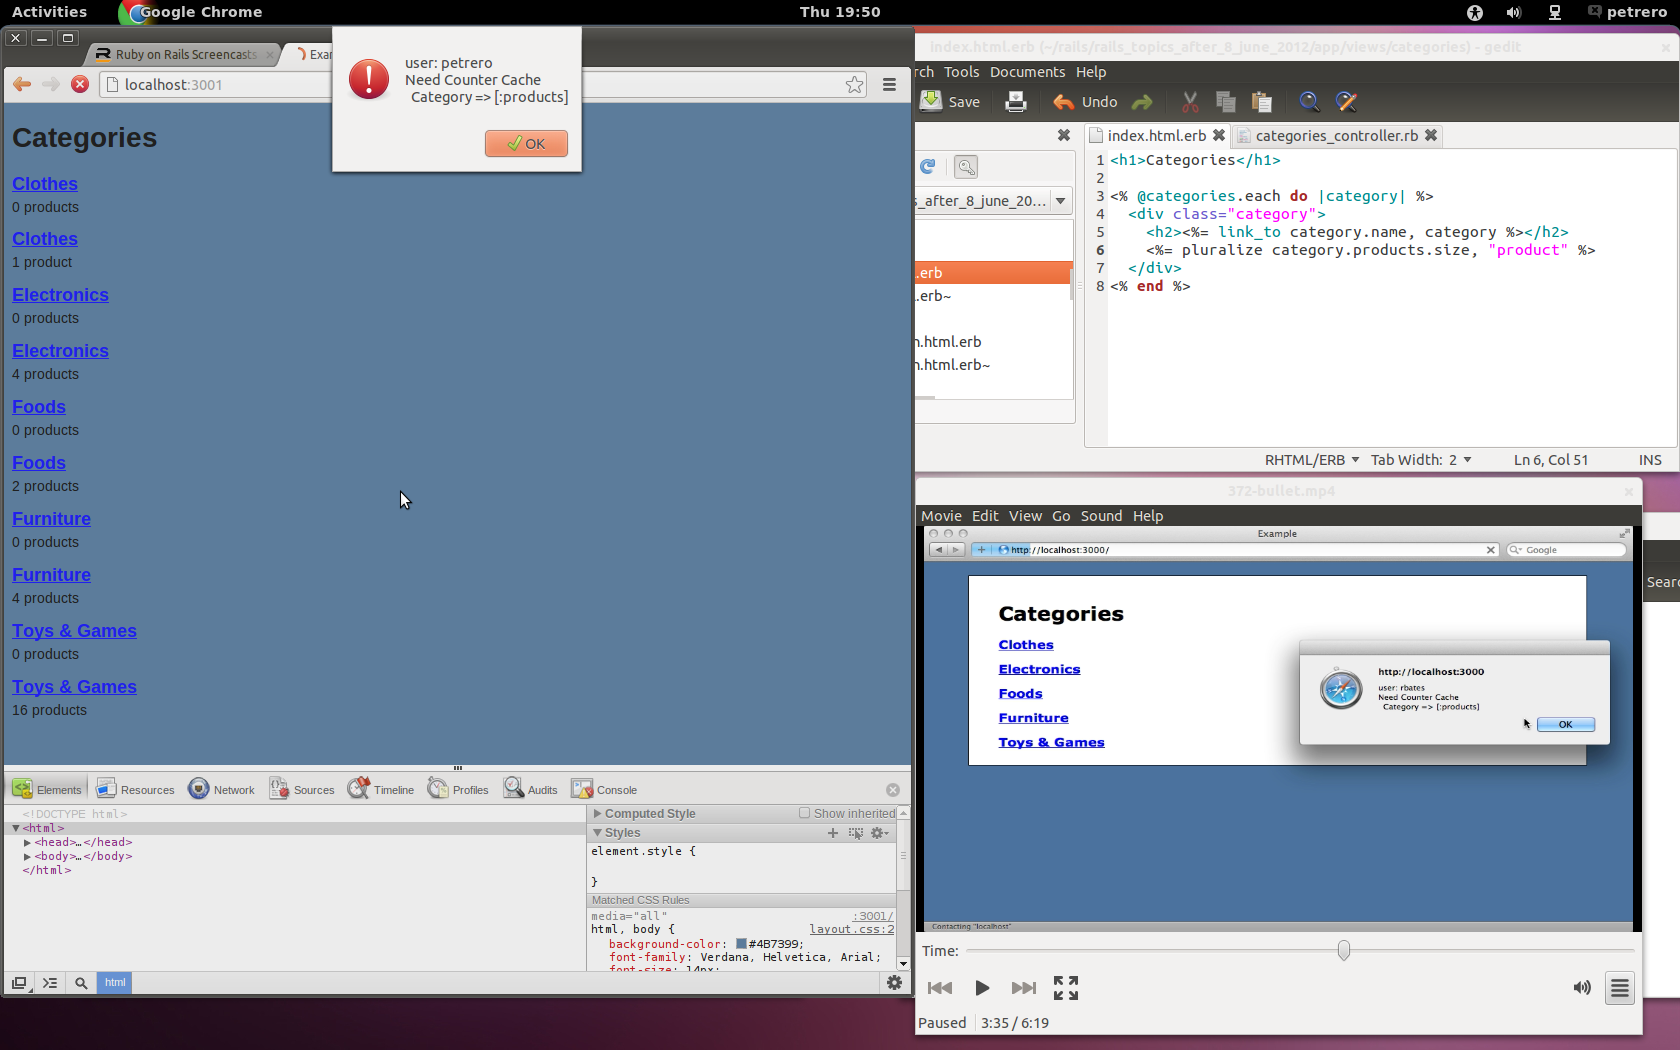 Activities
Google Chrome
Thu 19:50
petrero
Ruby on Rails Screencasts
Exa
localhost:3001
user: petrero
Need Counter Cache
Category => [:products]
OK
Categories
Clothes
0 products
Clothes
1 product
Electronics
0 products
Electronics
4 products
Foods
0 products
Foods
2 products
Furniture
0 products
Furniture
4 products
Toys & Games
0 products
Toys & Games
16 products
Elements Resources Network Sources Timeline Profiles Audits Console
<!DOCTYPE html>
<html>
<head>…</head>
<body>…</body>
</html>
Computed Style Show inherited
Styles
element.style {
}
Matched CSS Rules
media="all" :3001/
html, body { layout.css:2
background-color: #4B7399;
font-family: Verdana, Helvetica, Arial;
font-size: 14px;
html
index.html.erb (~/rails/rails_topics_after_8_june_2012/app/views/categories) - gedit
rch Tools Documents Help
Save Undo
index.html.erb categories_controller.rb
s_after_8_june_20...
.erb
.erb~
n.html.erb
n.html.erb~
1 <h1>Categories</h1>
2
3 <% @categories.each do |category| %>
4 <div class="category">
5 <h2><%= link_to category.name, category %></h2>
6 <%= pluralize category.products.size, "product" %>
7 </div>
8 <% end %>
RHTML/ERB Tab Width: 2 Ln 6, Col 51 INS
372-bullet.mp4
Movie Edit View Go Sound Help
Example
http://localhost:3000/
Google
Categories
Clothes
Electronics
Foods
Furniture
Toys & Games
http://localhost:3000
user: rbates
Need Counter Cache
Category => [:products]
OK
Contacting "localhost"
Time:
Paused 3:35 / 6:19
Searc